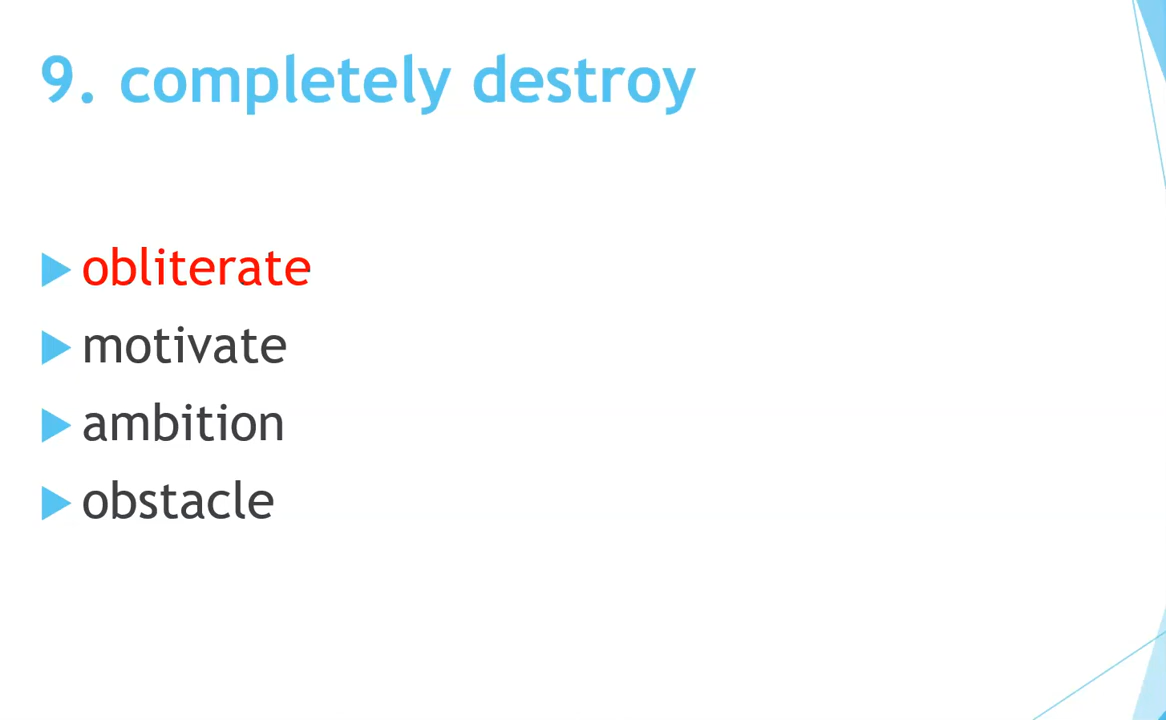 9. completely destroy
obliterate
motivate
ambition
obstacle